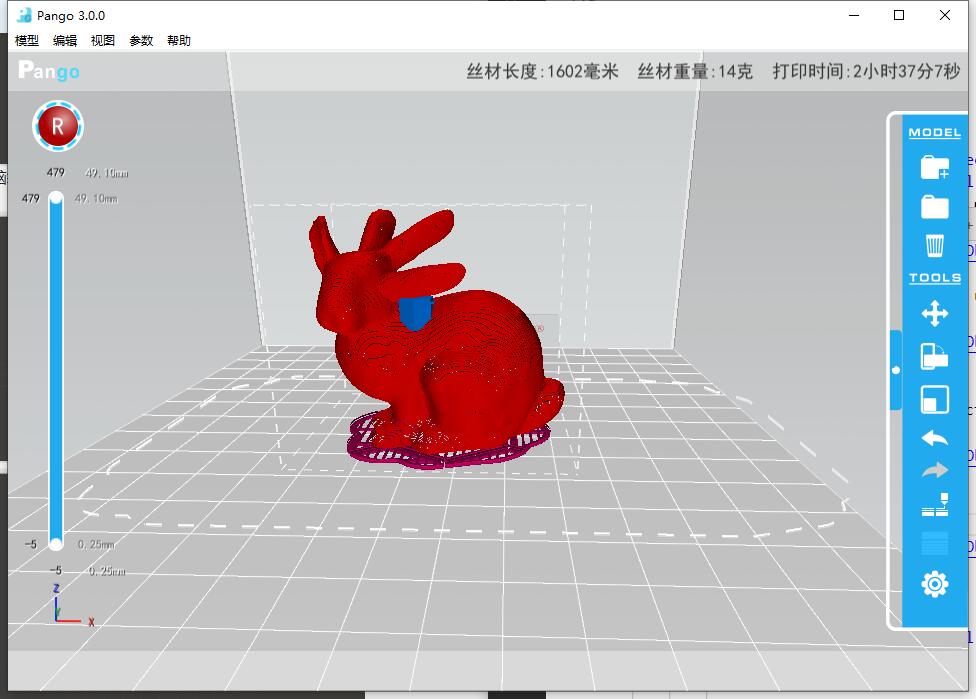 Pango 3.0.0
模型 编辑 视图 参数 帮助
Pango
丝材长度:1602毫米 丝材重量:14克 打印时间:2小时37分7秒
R
479 49.10mm
479 49.10mm
-5 0.25mm
-5 0.25mm
Z
Y
X
MODEL
TOOLS